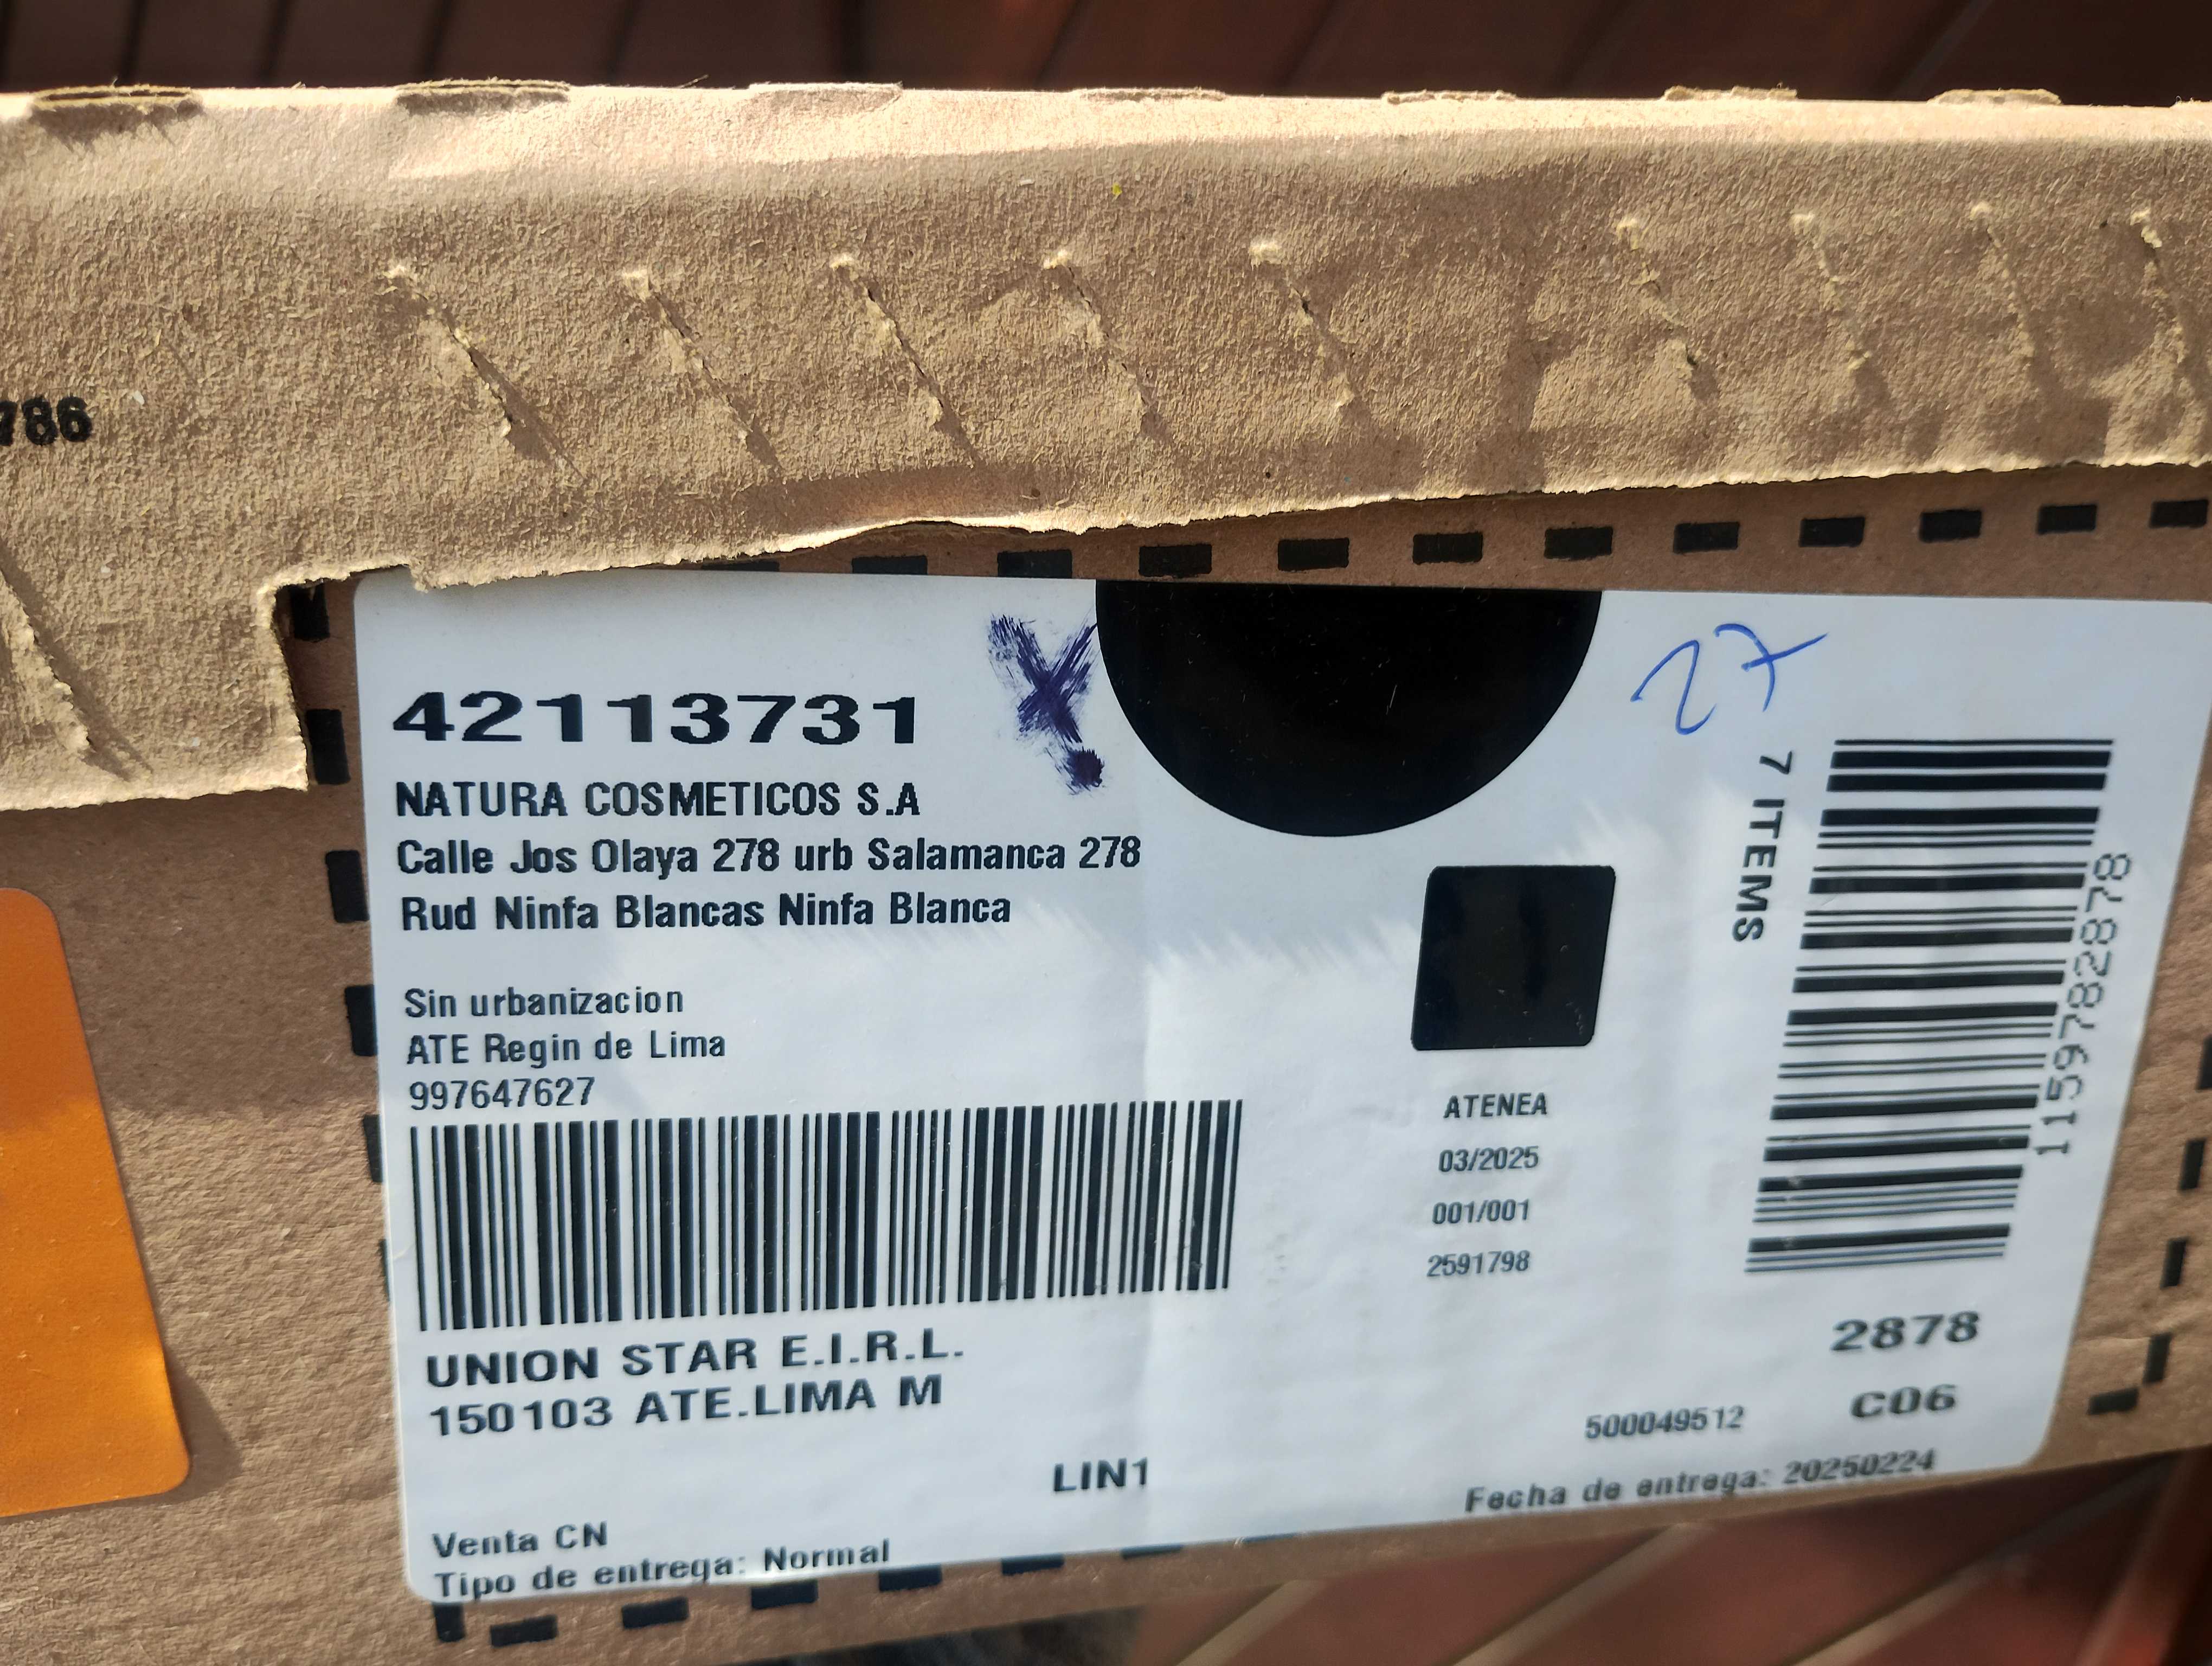 786
42113731
X
27
NATURA COSMETICOS S.A
Calle Jos Olaya 278 urb Salamanca 278
Rud Ninfa Blancas Ninfa Blanca
Sin urbanizacion
ATE Regin de Lima
997647627
7 ITEMS
1159782878
ATENEA
03/2025
001/001
2591798
UNION STAR E.I.R.L.
150103 ATE.LIMA M
2878
C06
500049512
LIN1
Fecha de entrega: 20250224
Venta CN
Tipo de entrega: Normal